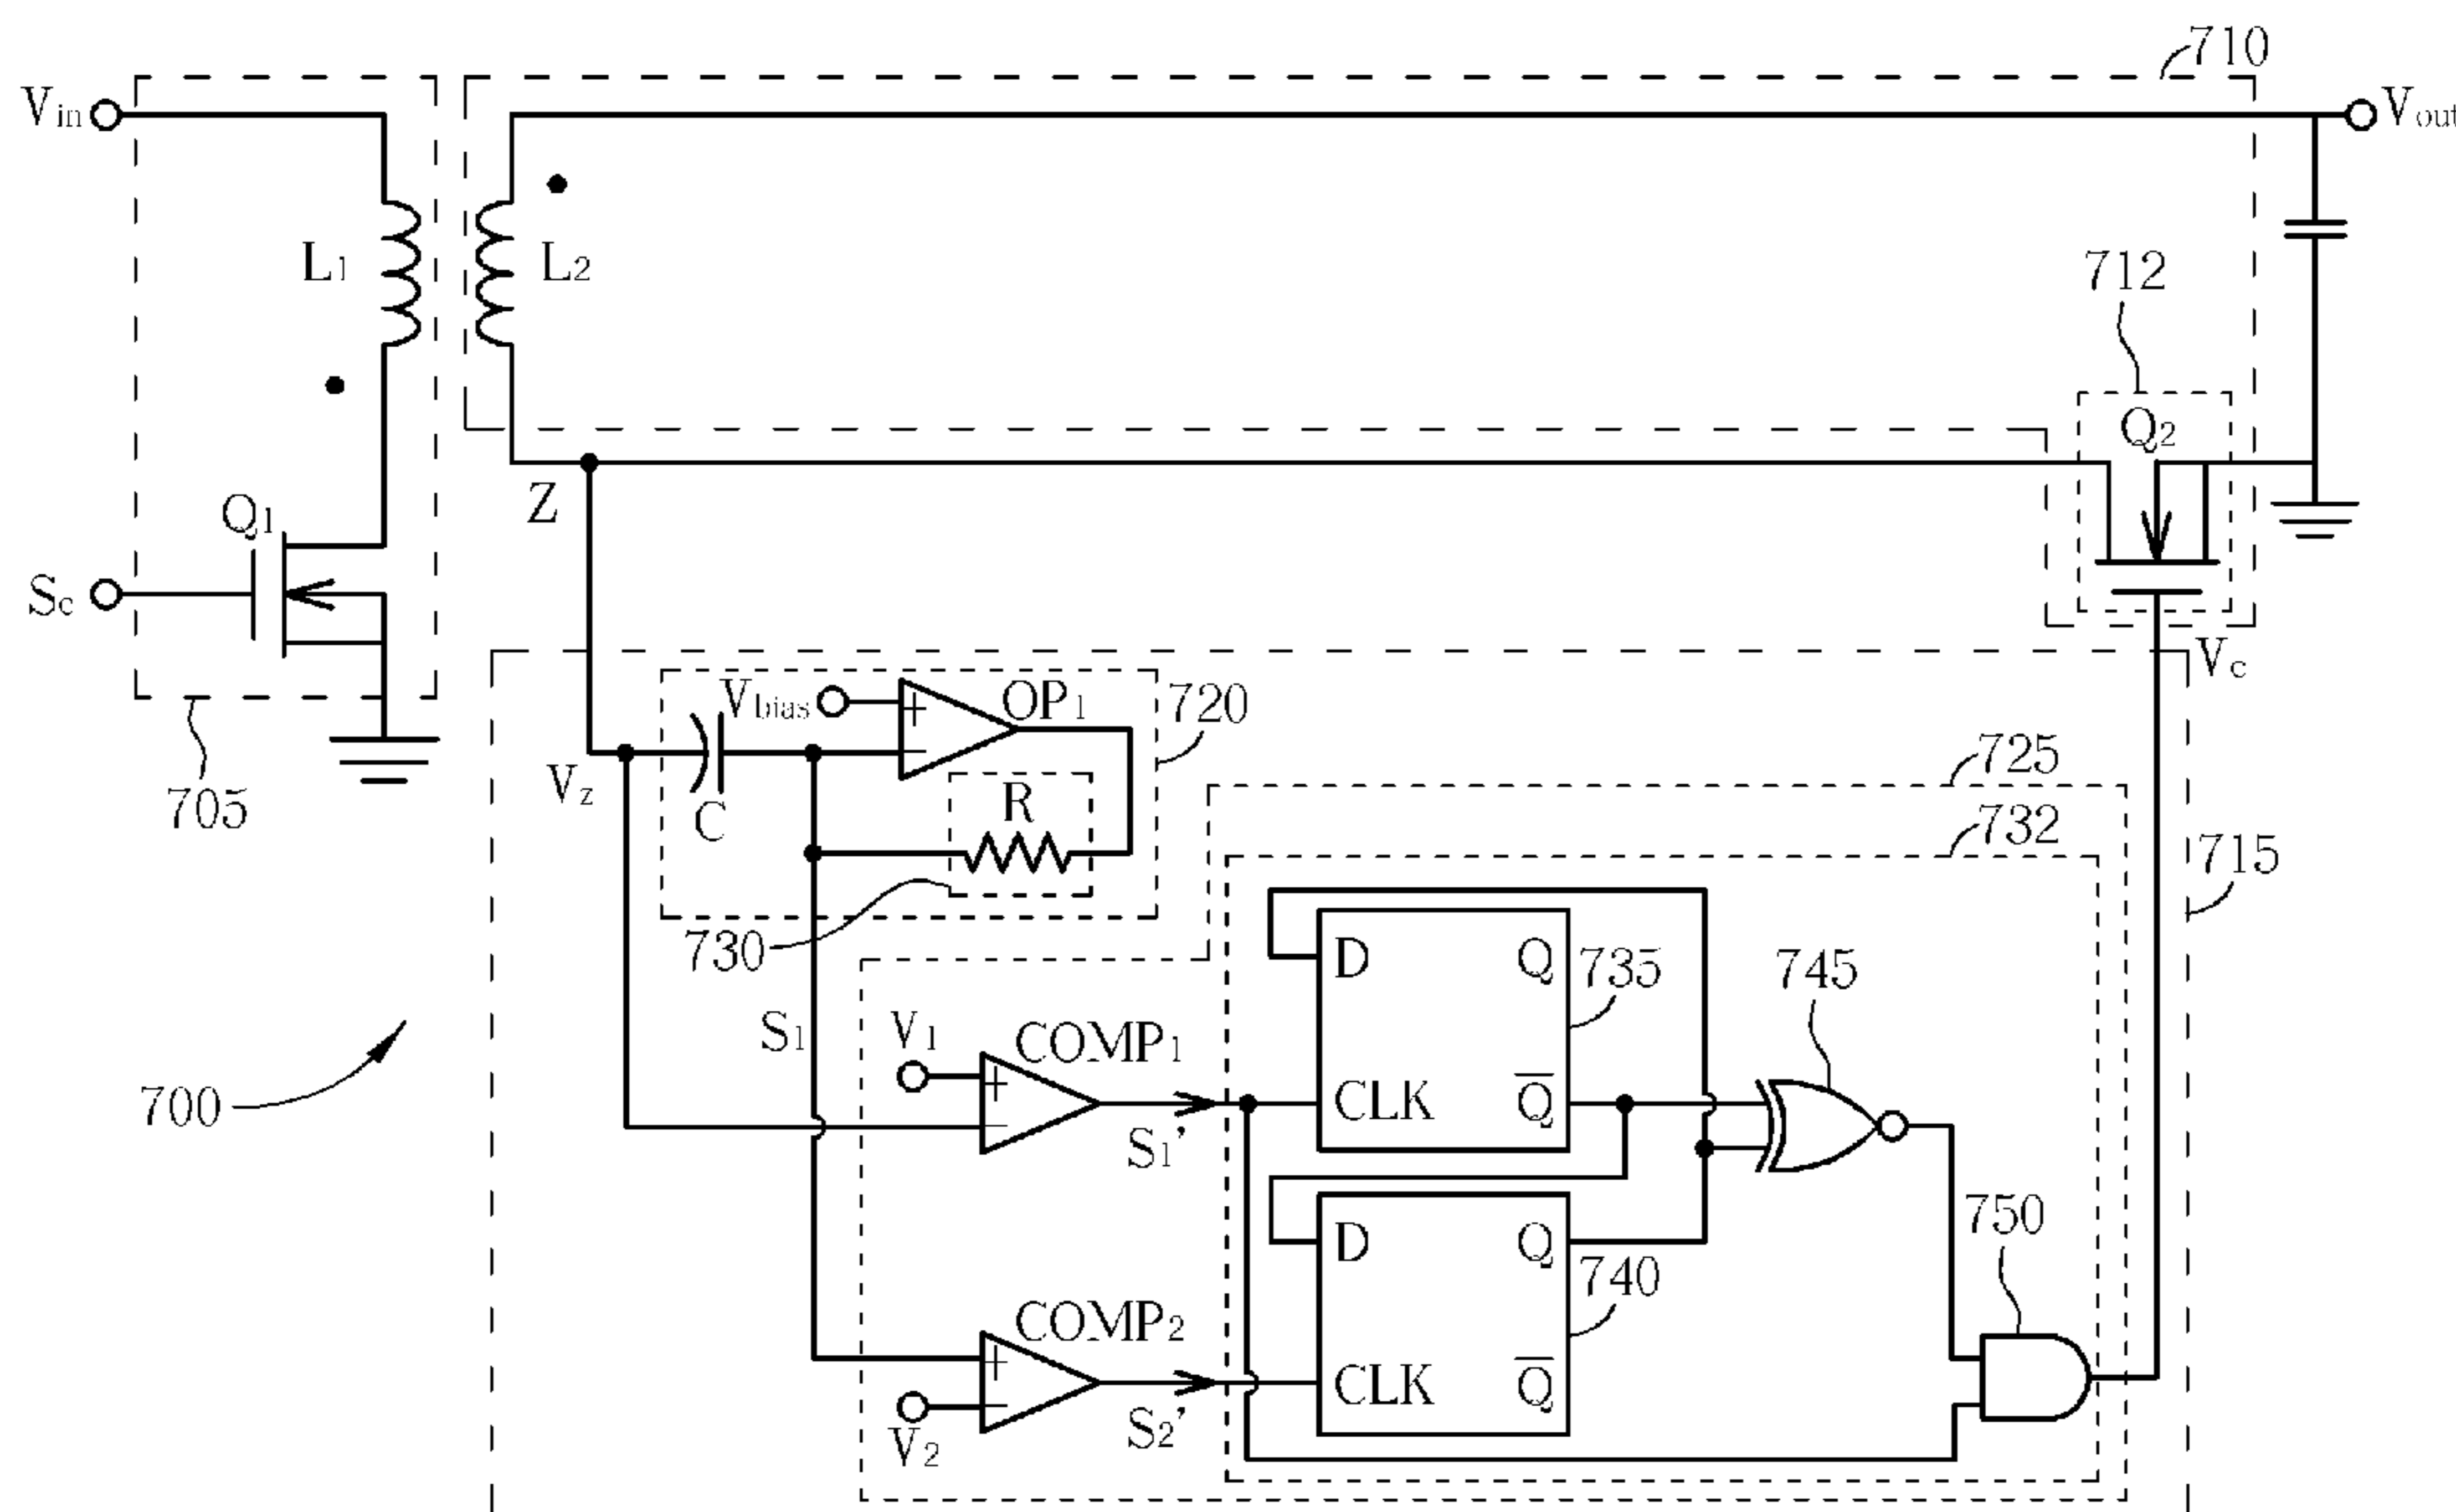 710
Vin
Vout
L1
L2
712
Q2
Z
Q1
Sc
Vc
Vbias
OP1
720
725
Vz
C
R
732
705
715
730
D
Q
735
745
S1
V1
COMP1
700
CLK
Q̅
S1'
750
D
Q
740
COMP2
CLK
Q̅
S2'
V2